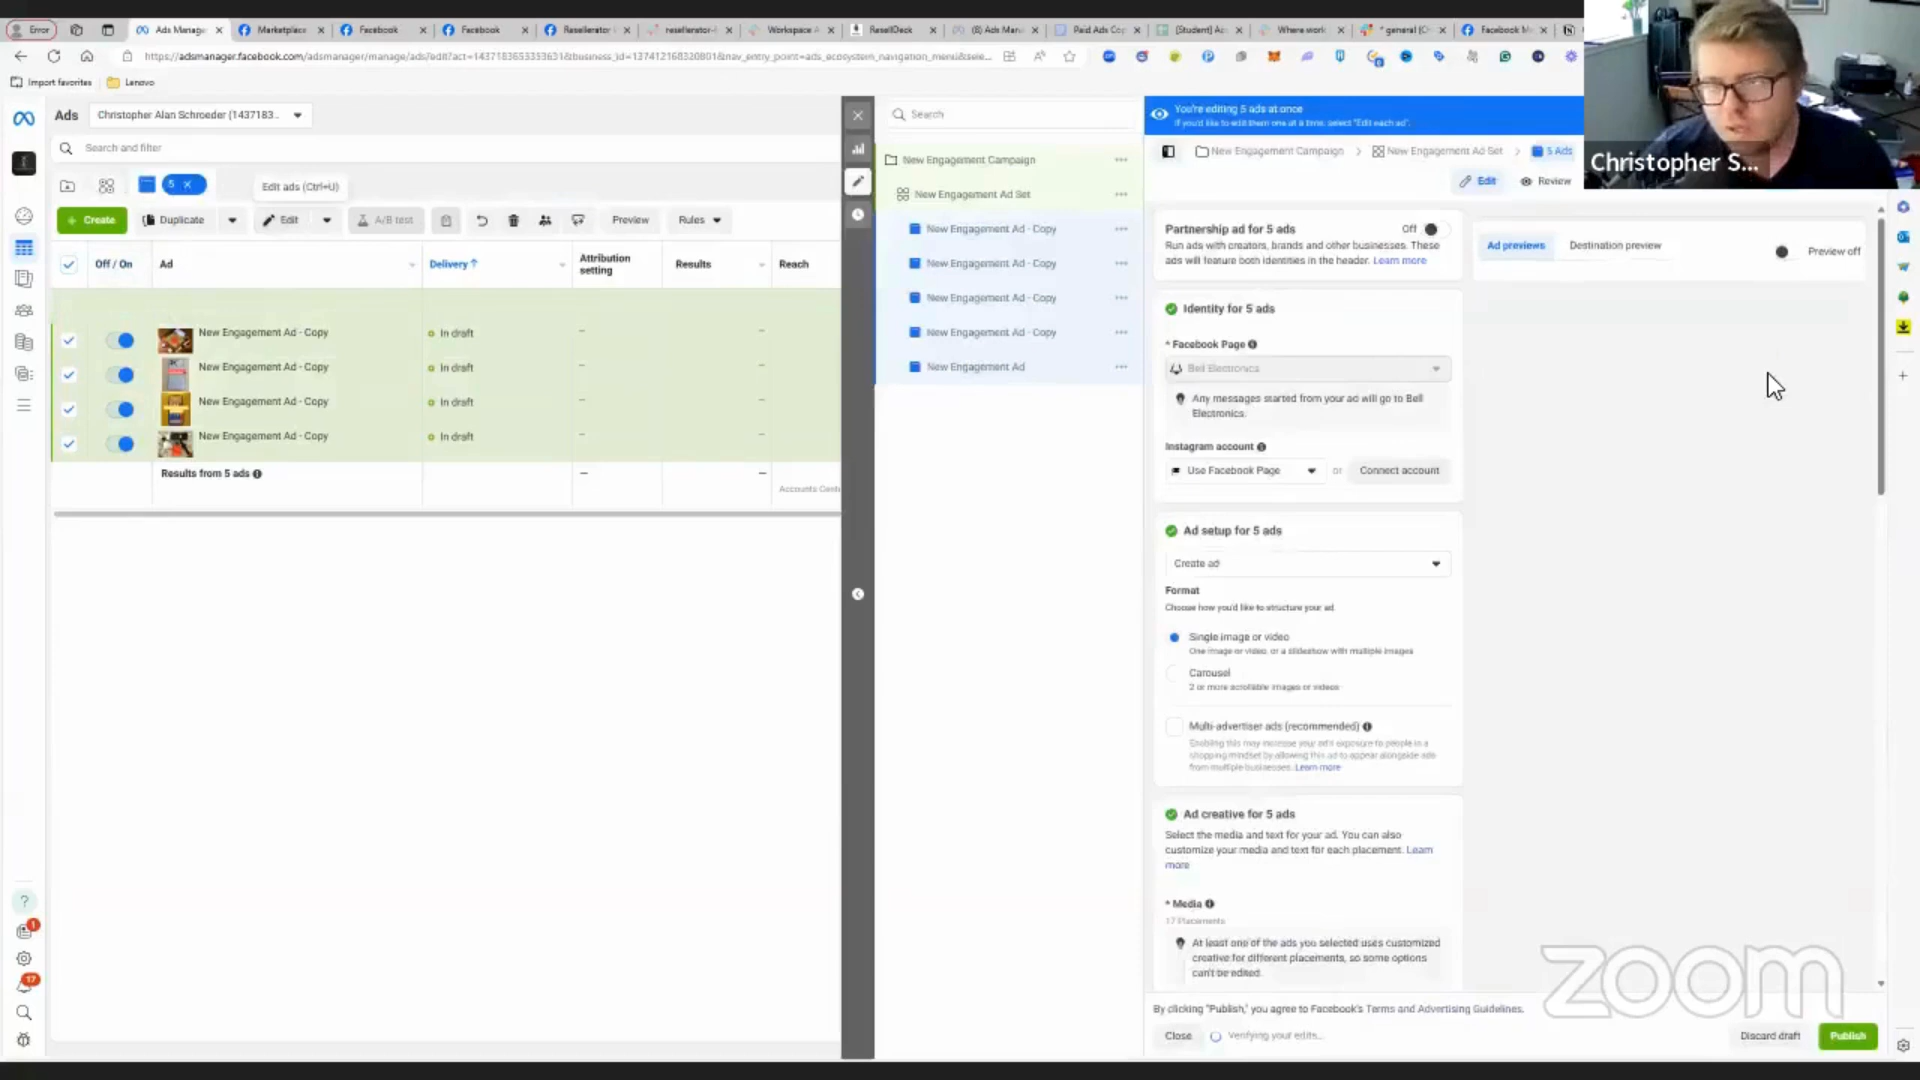 Error
Ads Manag
Marketplace
Facebook
Facebook
Resellerator
resellerator-
Workspace
ResellDeck
(8) Ads Man
Paid Ads Co
[Student] Ac
Where work
* general (C
Facebook M
https://adsmanager.facebook.com/adsmanager/manage/ads/edit?act=1437183653353631&business_id=137412168320801&nav_entry_point=ads_ecosystem_navigation_menu&sele...
Import favorites
Lenovo
Ads
Christopher Alan Schroeder (1437183...
Search and filter
5
Edit ads (Ctrl+U)
Create
Duplicate
Edit
A/B test
Preview
Rules
Off / On
Ad
Delivery ↑
Attribution
setting
Results
Reach
New Engagement Ad - Copy
In draft
–
–
New Engagement Ad - Copy
In draft
–
–
New Engagement Ad - Copy
In draft
–
–
New Engagement Ad - Copy
In draft
–
–
Results from 5 ads
–
–
Accounts Cent
1
17
Search
New Engagement Campaign
New Engagement Ad Set
New Engagement Ad - Copy
New Engagement Ad - Copy
New Engagement Ad - Copy
New Engagement Ad - Copy
New Engagement Ad
You're editing 5 ads at once
If you'd like to edit them one at a time, select "Edit each ad".
New Engagement Campaign
New Engagement Ad Set
5 Ads
Edit
Review
Partnership ad for 5 ads
Off
Run ads with creators, brands and other businesses. These
ads will feature both identities in the header. Learn more
Identity for 5 ads
* Facebook Page
Bell Electronics
Any messages started from your ad will go to Bell
Electronics.
Instagram account
Use Facebook Page
or
Connect account
Ad setup for 5 ads
Create ad
Format
Choose how you'd like to structure your ad.
Single image or video
One image or video, or a slideshow with multiple images
Carousel
2 or more scrollable images or videos
Multi-advertiser ads (recommended)
Enabling this may increase your ad's exposure to people in a
shopping mindset by allowing this ad to appear alongside ads
from multiple businesses. Learn more
Ad creative for 5 ads
Select the media and text for your ad. You can also
customize your media and text for each placement. Learn
more
* Media
17 Placements
At least one of the ads you selected uses customized
creative for different placements, so some options
can't be edited.
Ad previews
Destination preview
Preview off
By clicking "Publish," you agree to Facebook's Terms and Advertising Guidelines.
Close
Verifying your edits...
Discard draft
Publish
Christopher S...
zoom